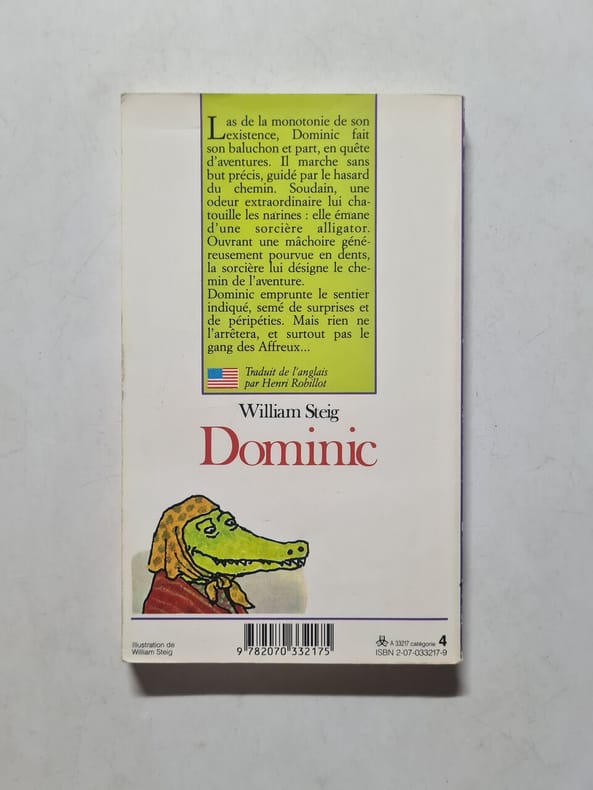 Las de la monotonie de son
existence, Dominic fait
son baluchon et part, en quête
d'aventures. Il marche sans
but précis, guidé par le hasard
du chemin. Soudain, une
odeur extraordinaire lui cha-
touille les narines : elle émane
d'une sorcière alligator.
Ouvrant une mâchoire géné-
reusement pourvue en dents,
la sorcière lui désigne le che-
min de l'aventure.
Dominic emprunte le sentier
indiqué, semé de surprises et
de péripéties. Mais rien ne
l'arrêtera, et surtout pas le
gang des Affreux...
Traduit de l'anglais
par Henri Robillot
William Steig
Dominic
Illustration de
William Steig
9 782070 332175
A 33217 catégorie 4
ISBN 2-07-033217-9